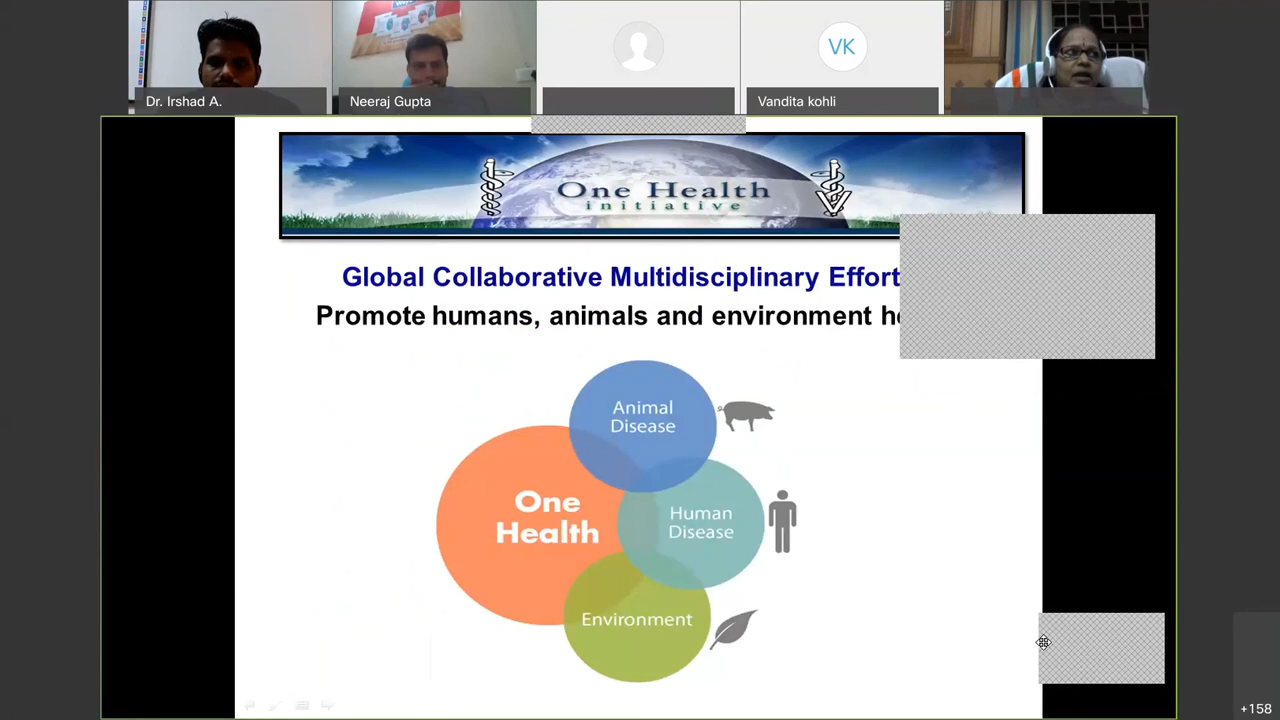 Dr. Irshad A.
Neeraj Gupta
VK
Vandita kohli
One Health
initiative
Global Collaborative Multidisciplinary Effort
Promote humans, animals and environment
Animal
Disease
One
Health
Human
Disease
Environment
+158